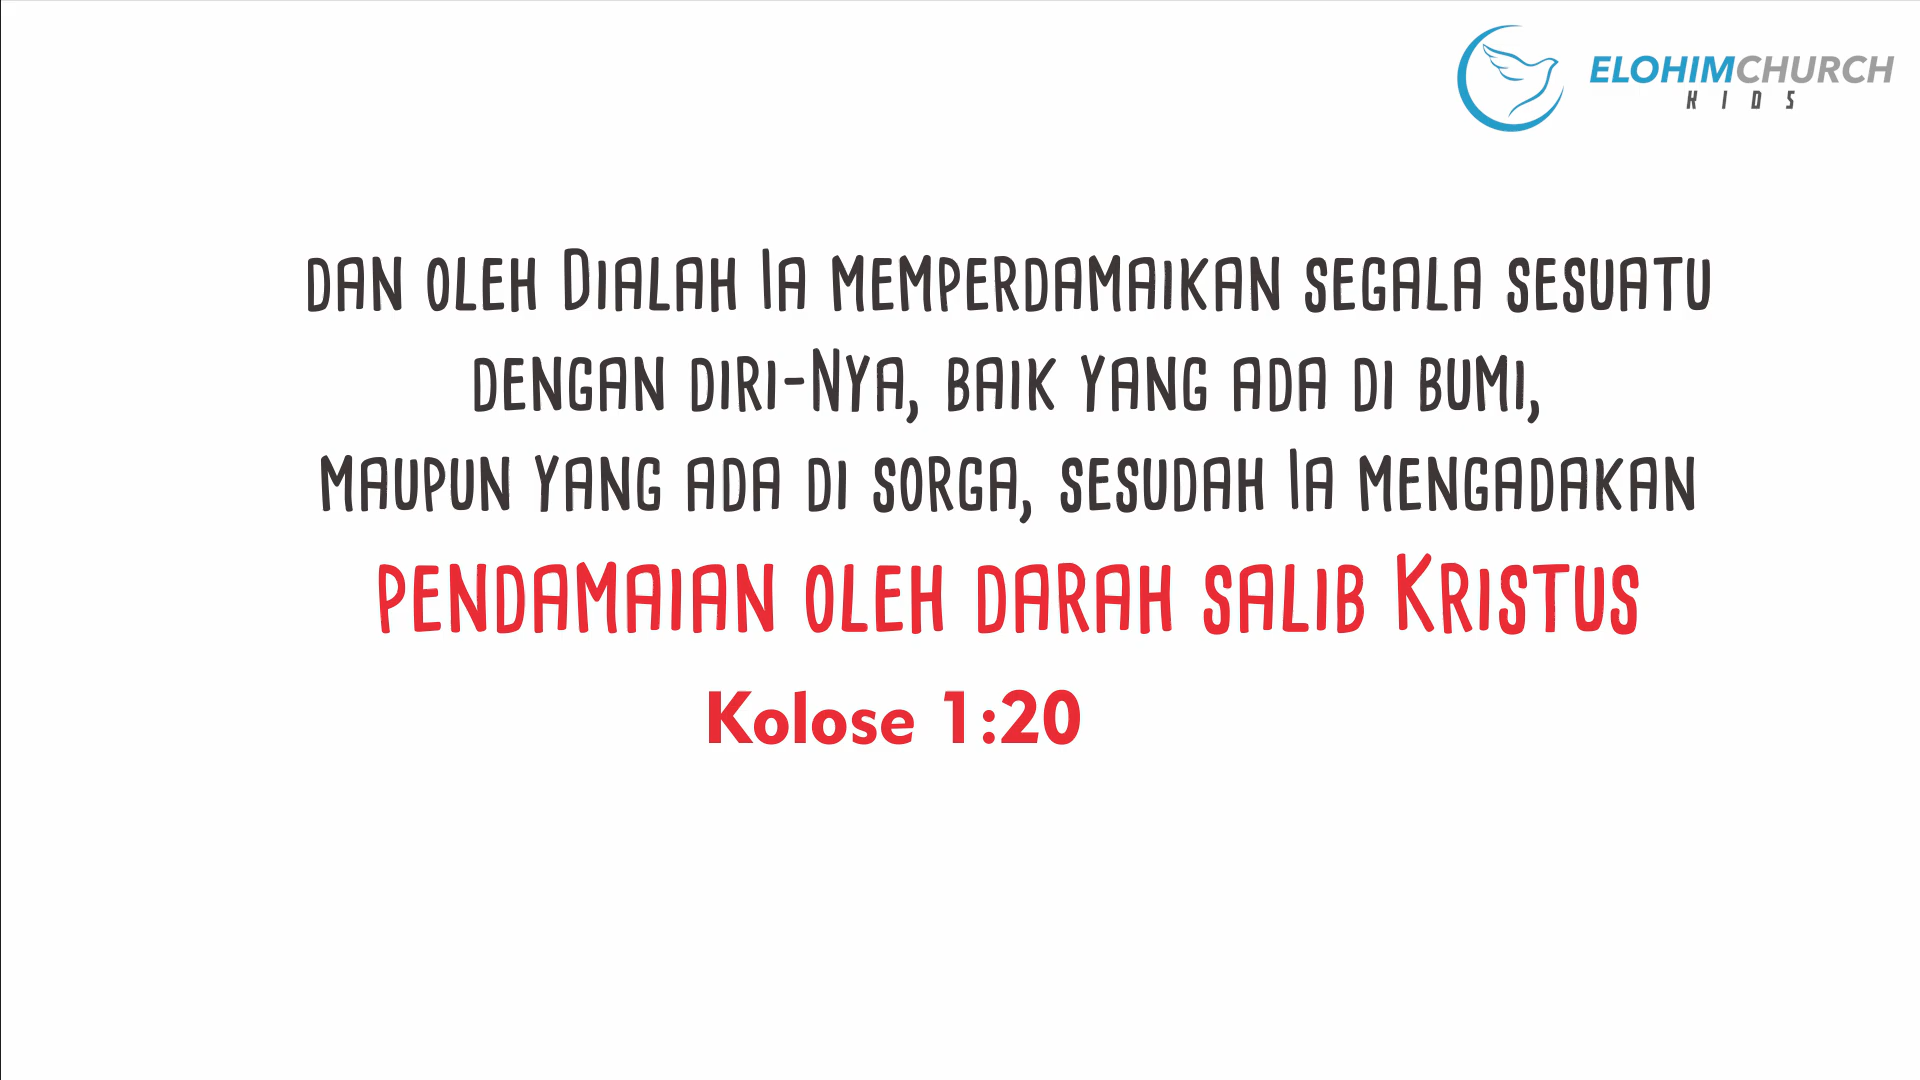 ELOHIMCHURCH
KIDS
dan oleh Dialah Ia memperdamaikan segala sesuatu
dengan diri-Nya, baik yang ada di bumi,
maupun yang ada di sorga, sesudah Ia mengadakan
pendamaian oleh darah salib Kristus
Kolose 1:20